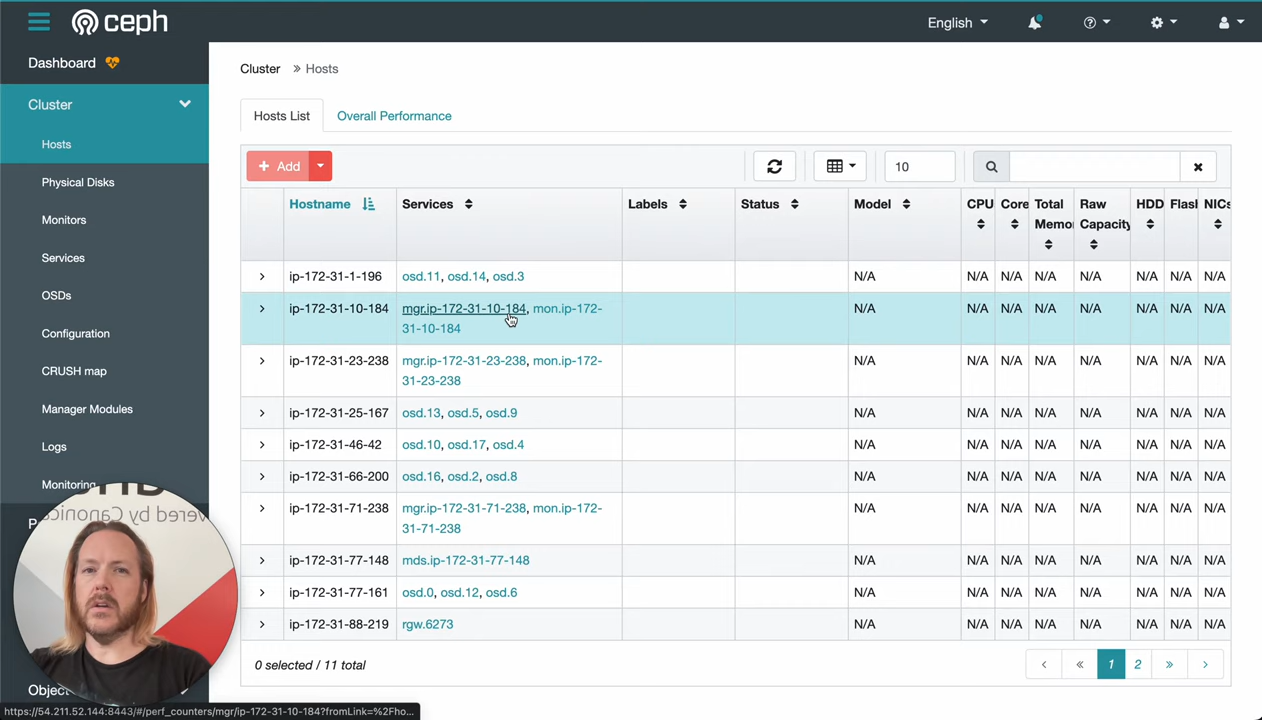 ceph
English
Dashboard
Cluster
Hosts
Physical Disks
Monitors
Services
OSDs
Configuration
CRUSH map
Manager Modules
Logs
Monitoring
P
Object
Cluster » Hosts
Hosts List
Overall Performance
+ Add
10
Hostname Services Labels Status Model CPU Core Total Memo Raw Capacity HDD Flash NICs
ip-172-31-1-196 osd.11, osd.14, osd.3 N/A N/A N/A N/A N/A N/A N/A N/A
ip-172-31-10-184 mgr.ip-172-31-10-184, mon.ip-172- N/A N/A N/A N/A N/A N/A N/A N/A
31-10-184
ip-172-31-23-238 mgr.ip-172-31-23-238, mon.ip-172- N/A N/A N/A N/A N/A N/A N/A N/A
31-23-238
ip-172-31-25-167 osd.13, osd.5, osd.9 N/A N/A N/A N/A N/A N/A N/A N/A
ip-172-31-46-42 osd.10, osd.17, osd.4 N/A N/A N/A N/A N/A N/A N/A N/A
ip-172-31-66-200 osd.16, osd.2, osd.8 N/A N/A N/A N/A N/A N/A N/A N/A
ip-172-31-71-238 mgr.ip-172-31-71-238, mon.ip-172- N/A N/A N/A N/A N/A N/A N/A N/A
31-71-238
ip-172-31-77-148 mds.ip-172-31-77-148 N/A N/A N/A N/A N/A N/A N/A N/A
ip-172-31-77-161 osd.0, osd.12, osd.6 N/A N/A N/A N/A N/A N/A N/A N/A
ip-172-31-88-219 rgw.6273 N/A N/A N/A N/A N/A N/A N/A N/A
0 selected / 11 total
‹ « 1 2 » ›
https://54.211.52.144:8443/#/perf_counters/mgr/ip-172-31-10-184?fromLink=%2Fho...